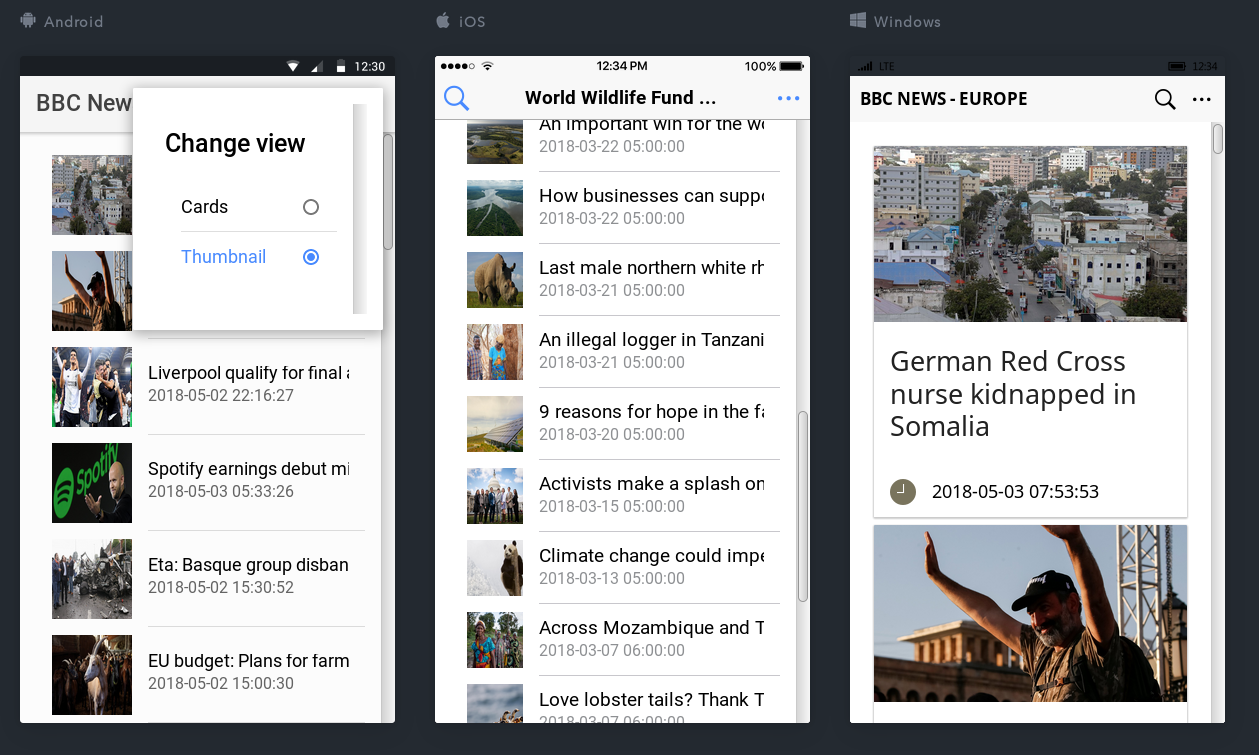 Android
12:30
BBC New
Change view
Cards
Thumbnail
Liverpool qualify for final a
2018-05-02 22:16:27
Spotify
Spotify earnings debut mi
2018-05-03 05:33:26
Eta: Basque group disban
2018-05-02 15:30:52
EU budget: Plans for farm
2018-05-02 15:00:30
iOS
12:34 PM
100%
World Wildlife Fund ...
An important win for the wo
2018-03-22 05:00:00
How businesses can suppo
2018-03-22 05:00:00
Last male northern white rh
2018-03-21 05:00:00
An illegal logger in Tanzani
2018-03-21 05:00:00
9 reasons for hope in the fa
2018-03-20 05:00:00
Activists make a splash on
2018-03-15 05:00:00
Climate change could impe
2018-03-13 05:00:00
Across Mozambique and T
2018-03-07 06:00:00
Love lobster tails? Thank T
2018-03-07 06:00:00
Windows
LTE
12:34
BBC NEWS - EUROPE
German Red Cross
nurse kidnapped in
Somalia
2018-05-03 07:53:53